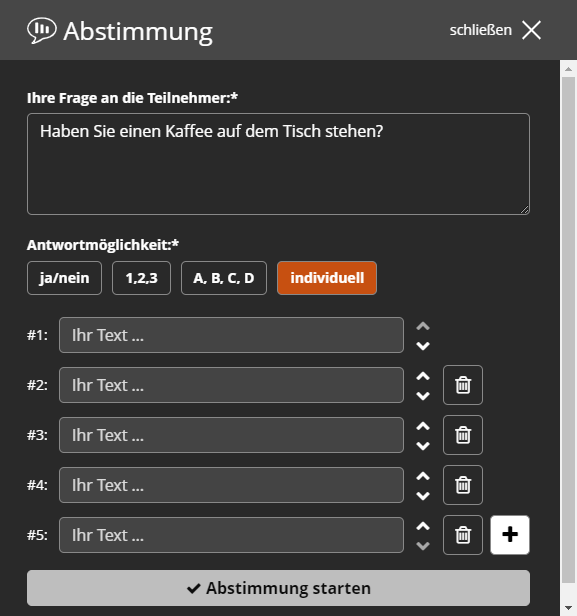 Abstimmung
schließen
Ihre Frage an die Teilnehmer:*
Haben Sie einen Kaffee auf dem Tisch stehen?
Antwortmöglichkeit:*
ja/nein 1,2,3 A, B, C, D individuell
#1: Ihr Text ...
#2: Ihr Text ...
#3: Ihr Text ...
#4: Ihr Text ...
#5: Ihr Text ...
Abstimmung starten